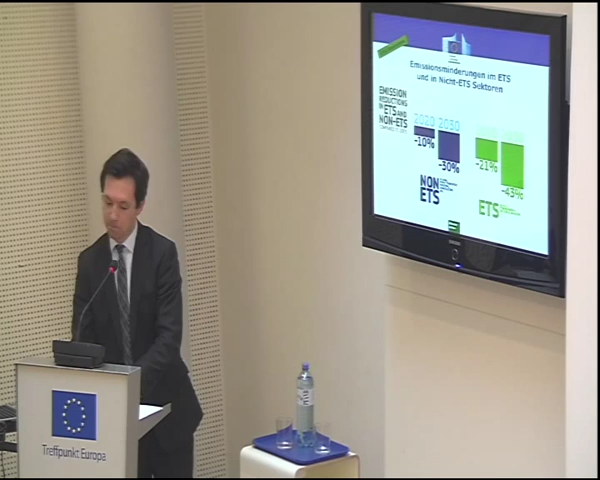 Emissionsminderungen im ETS
und in Nicht-ETS Sektoren
EMISSION
REDUCTIONS
IN ETS AND
NON-ETS
2020 2030
-10%
-30%
-21%
-43%
NON
ETS
ETS
SAMSUNG
Treffpunkt Europa